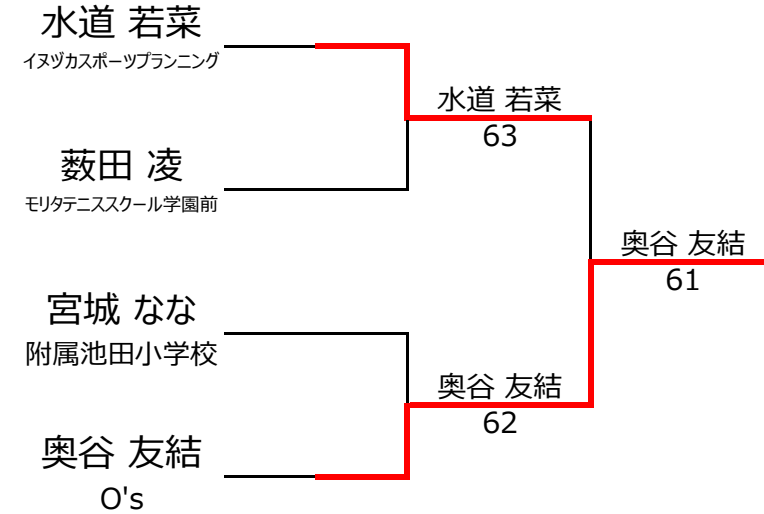 水道 若菜
イヌヅカスポーツプランニング
水道 若菜
63
薮田 凌
モリタテニススクール学園前
奥谷 友結
61
宮城 なな
附属池田小学校
奥谷 友結
62
奥谷 友結
O's